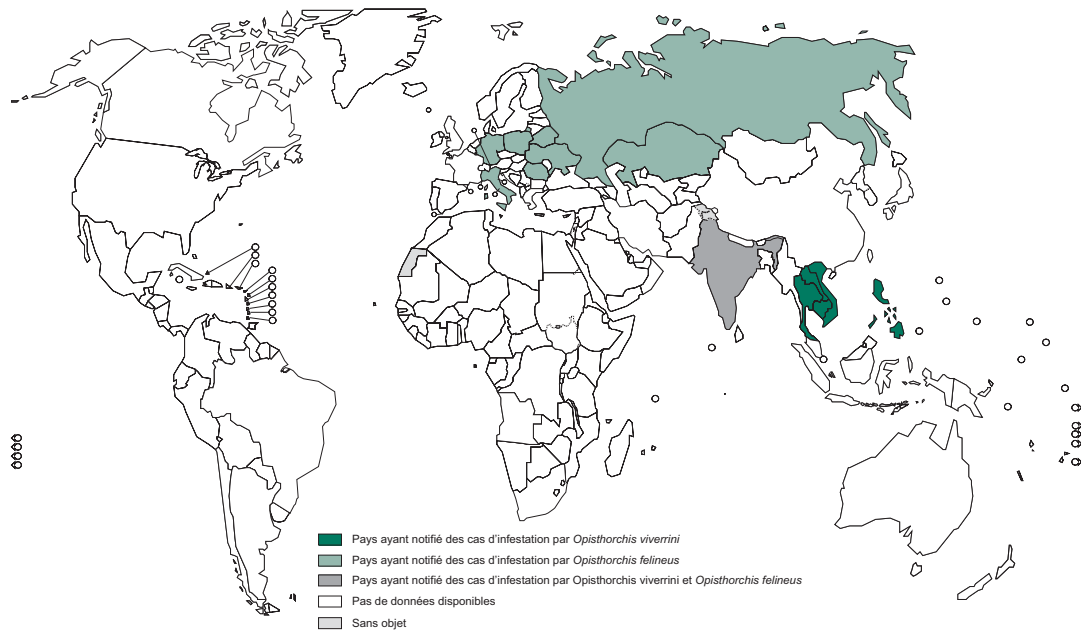 Pays ayant notifié des cas d’infestation par Opisthorchis viverrini
Pays ayant notifié des cas d’infestation par Opisthorchis felineus
Pays ayant notifié des cas d’infestation par Opisthorchis viverrini et Opisthorchis felineus
Pas de données disponibles
Sans objet